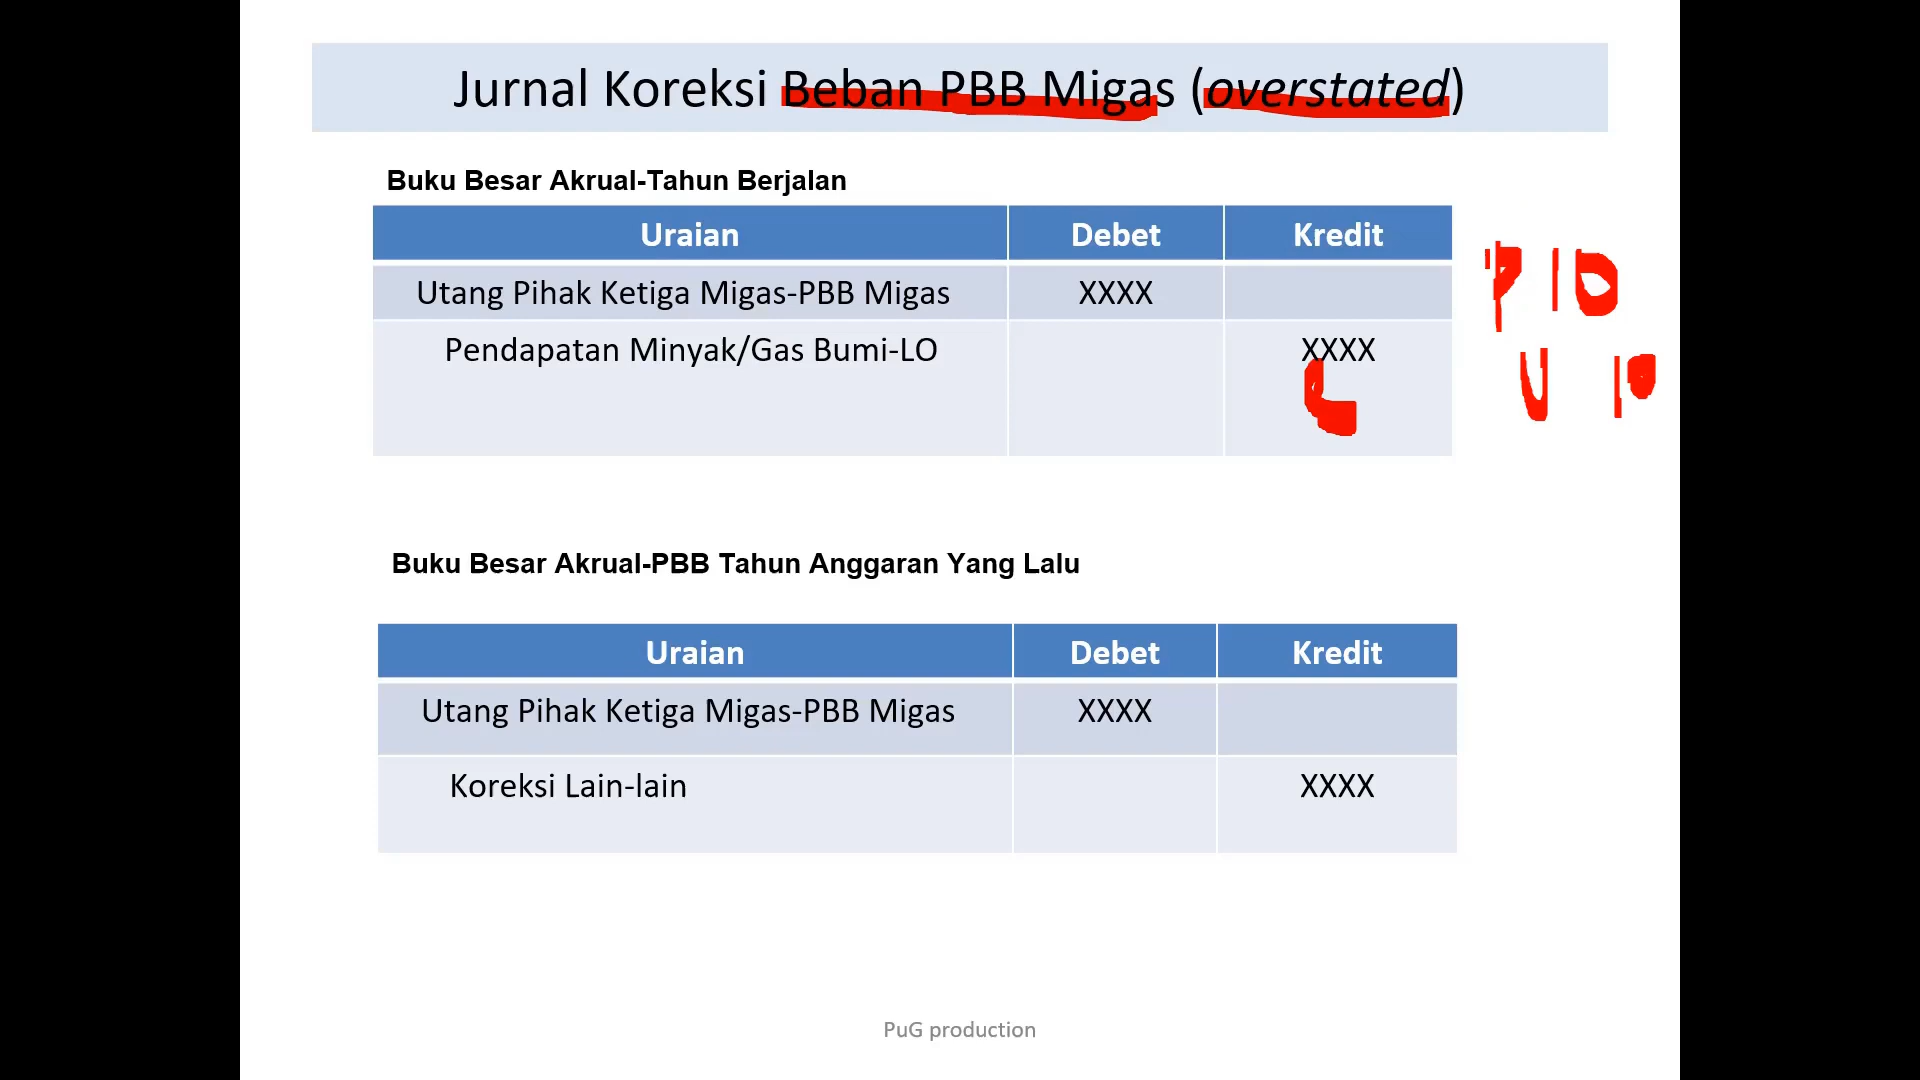 Jurnal Koreksi Beban PBB Migas (overstated)
Buku Besar Akrual-Tahun Berjalan
Uraian Debet Kredit
Utang Pihak Ketiga Migas-PBB Migas XXXX
Pendapatan Minyak/Gas Bumi-LO XXXX
Buku Besar Akrual-PBB Tahun Anggaran Yang Lalu
Uraian Debet Kredit
Utang Pihak Ketiga Migas-PBB Migas XXXX
Koreksi Lain-lain XXXX
PuG production